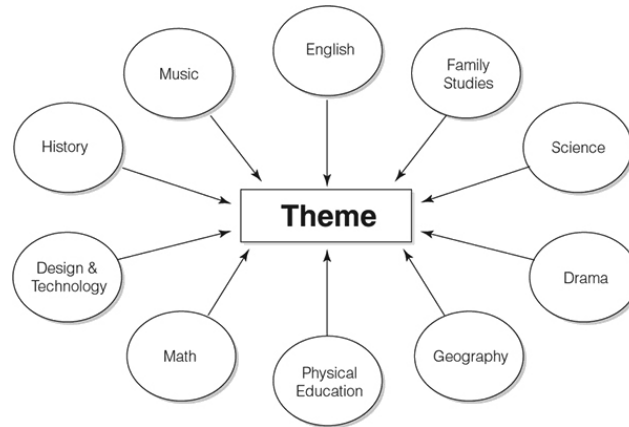 English
Music
Family
Studies
History
Science
Theme
Design &
Technology
Drama
Math
Geography
Physical
Education